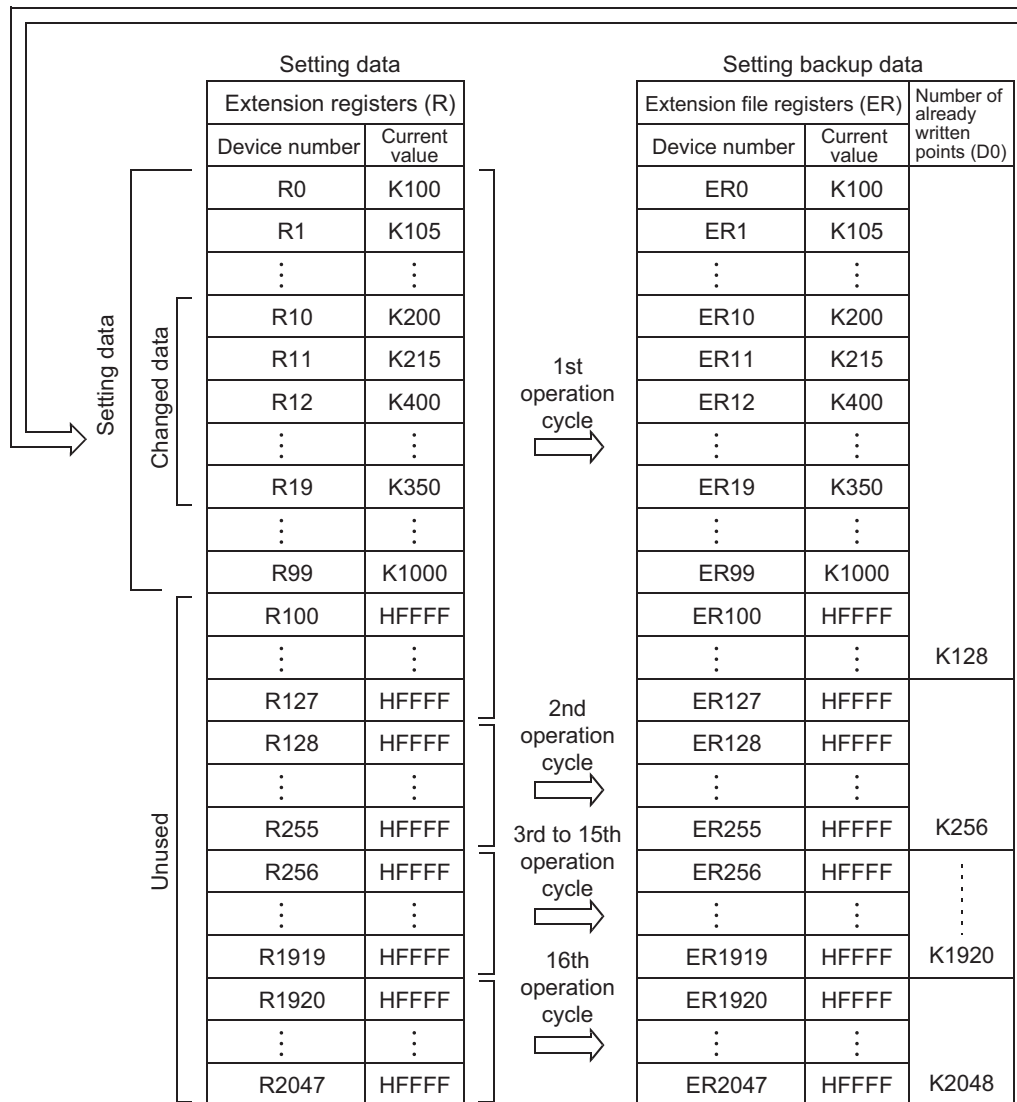 Setting data
Setting backup data
Extension registers (R)
Extension file registers (ER)
Number of already written points (D0)
Device number
Current value
Device number
Current value
R0 K100 ER0 K100
R1 K105 ER1 K105
⋮ ⋮ ⋮ ⋮
R10 K200 ER10 K200
R11 K215 ER11 K215
R12 K400 ER12 K400
⋮ ⋮ ⋮ ⋮
R19 K350 ER19 K350
⋮ ⋮ ⋮ ⋮
R99 K1000 ER99 K1000
R100 HFFFF ER100 HFFFF
⋮ ⋮ ⋮ ⋮ K128
R127 HFFFF ER127 HFFFF
R128 HFFFF ER128 HFFFF
⋮ ⋮ ⋮ ⋮
R255 HFFFF ER255 HFFFF K256
R256 HFFFF ER256 HFFFF
⋮ ⋮ ⋮ ⋮
R1919 HFFFF ER1919 HFFFF K1920
R1920 HFFFF ER1920 HFFFF
⋮ ⋮ ⋮ ⋮
R2047 HFFFF ER2047 HFFFF K2048
Setting data
Changed data
Unused
1st
operation
cycle
2nd
operation
cycle
3rd to 15th
operation
cycle
16th
operation
cycle